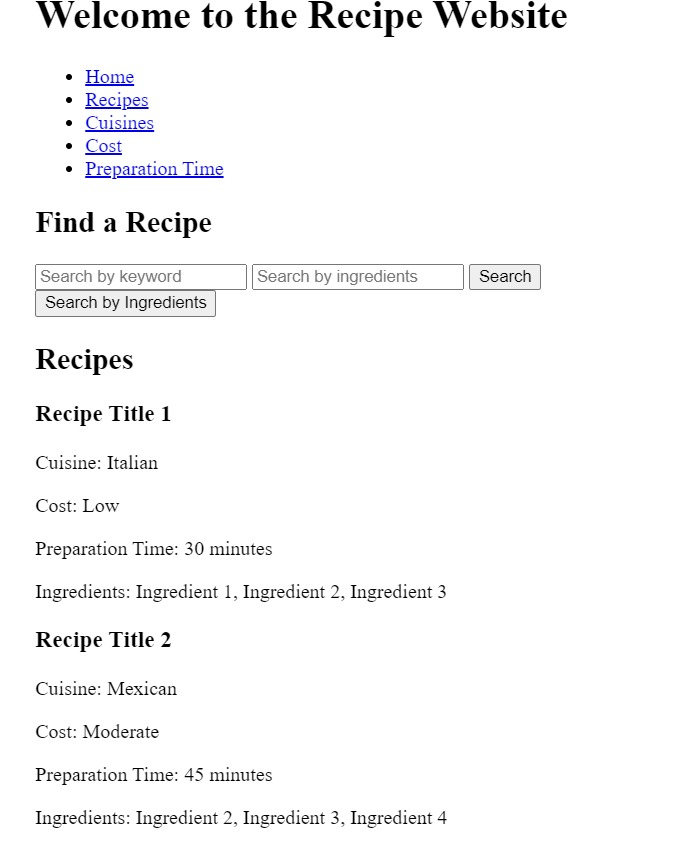 Welcome to the Recipe Website
Home
Recipes
Cuisines
Cost
Preparation Time
Find a Recipe
Search by keyword Search by ingredients Search
Search by Ingredients
Recipes
Recipe Title 1
Cuisine: Italian
Cost: Low
Preparation Time: 30 minutes
Ingredients: Ingredient 1, Ingredient 2, Ingredient 3
Recipe Title 2
Cuisine: Mexican
Cost: Moderate
Preparation Time: 45 minutes
Ingredients: Ingredient 2, Ingredient 3, Ingredient 4